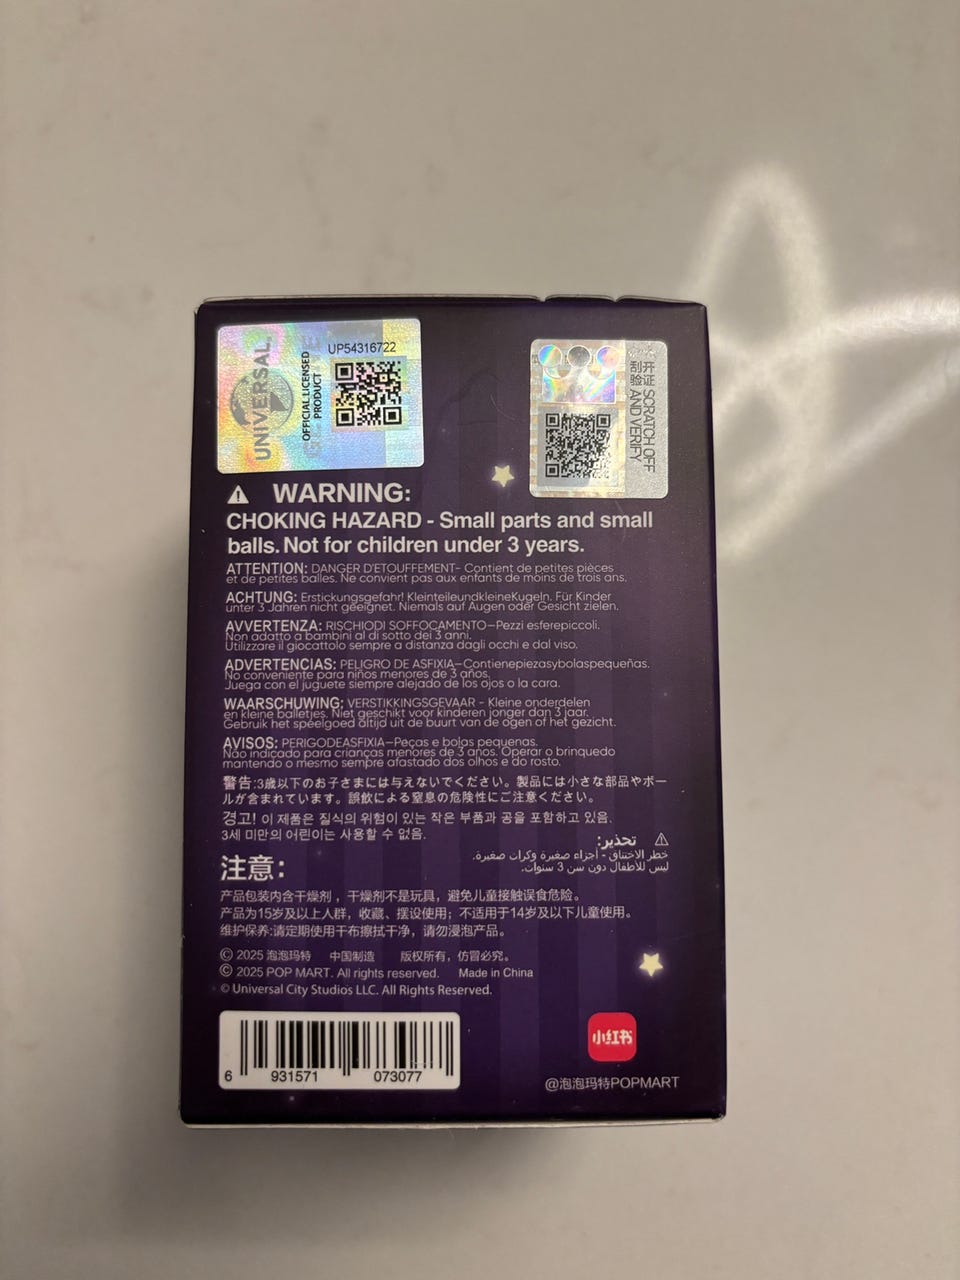 UNIVERSAL
OFFICIAL LICENSED
PRODUCT
UP54316722
刮开
验证
SCRATCH OFF
AND VERIFY
WARNING:
CHOKING HAZARD - Small parts and small
balls. Not for children under 3 years.
ATTENTION: DANGER D'ETOUFFEMENT- Contient de petites pièces
et de petites balles. Ne convient pas aux enfants de moins de trois ans.
ACHTUNG: Erstickungsgefahr! KleinteileundkleineKugeln. Für Kinder
unter 3 Jahren nicht geeignet. Niemals auf Augen oder Gesicht zielen.
AVVERTENZA: RISCHIODI SOFFOCAMENTO—Pezzi esferepiccoli.
Non adatto a bambini al di sotto dei 3 anni.
Utilizzare il giocattolo sempre a distanza dagli occhi e dal viso.
ADVERTENCIAS: PELIGRO DE ASFIXIA—Contienepiezasybolaspequeñas.
No conveniente para niños menores de 3 años.
Juega con el juguete siempre alejado de los ojos o la cara.
WAARSCHUWING: VERSTIKKINGSGEVAAR - Kleine onderdelen
en kleine balletjes. Niet geschikt voor kinderen jonger dan 3 jaar.
Gebruik het speelgoed altijd uit de buurt van de ogen of het gezicht.
AVISOS: PERIGODEASFIXIA—Peças e bolas pequenas.
Não indicado para crianças menores de 3 anos. Operar o brinquedo
mantendo o mesmo sempre afastado dos olhos e do rosto.
警告:3歳以下のお子さまには与えないでください。製品には小さな部品やボー
ルが含まれています。誤飲による窒息の危険性にご注意ください。
경고! 이 제품은 질식의 위험이 있는 작은 부품과 공을 포함하고 있음.
3세 미만의 어린이는 사용할 수 없음.
تحذير:
خطر الاختناق - أجزاء صغيرة وكرات صغيرة.
ليس للاطفال دون سن 3 سنوات.
注意:
产品包装内含干燥剂，干燥剂不是玩具，避免儿童接触误食危险。
产品为15岁及以上人群，收藏、摆设使用；不适用于14岁及以下儿童使用。
维护保养:请定期使用干布擦拭干净，请勿浸泡产品。
© 2025 泡泡玛特 中国制造 版权所有，仿冒必究。
© 2025 POP MART. All rights reserved. Made in China
© Universal City Studios LLC. All Rights Reserved.
6 931571 073077
小红书
@泡泡玛特POPMART